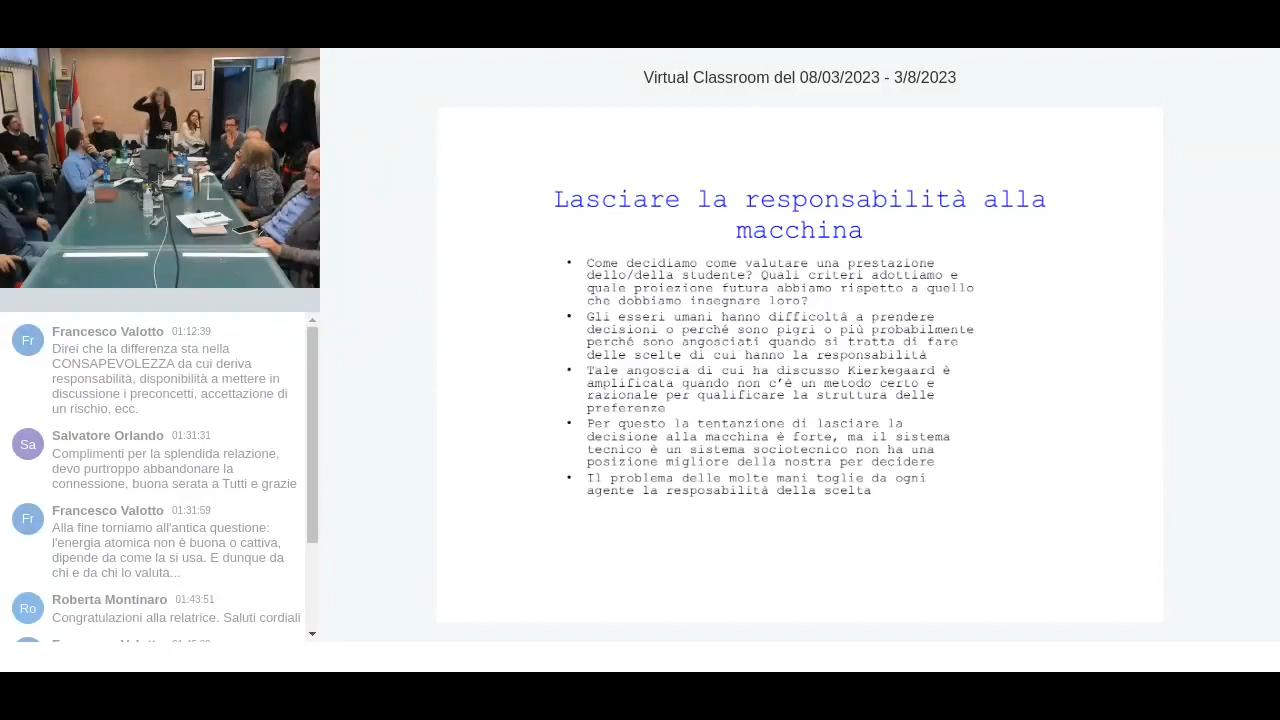 Virtual Classroom del 08/03/2023 - 3/8/2023
Lasciare la responsabilità alla
macchina
• Come decidiamo come valutare una prestazione
dello/della studente? Quali criteri adottiamo e
quale proiezione futura abbiamo rispetto a quello
che dobbiamo insegnare loro?
• Gli esseri umani hanno difficoltà a prendere
decisioni o perché sono pigri o più probabilmente
perché sono angosciati quando si tratta di fare
delle scelte di cui hanno la responsabilità
• Tale angoscia di cui ha discusso Kierkegaard è
amplificata quando non c’é un metodo certo e
razionale per qualificare la struttura delle
preferenze
• Per questo la tentanzione di lasciare la
decisione alla macchina è forte, ma il sistema
tecnico è un sistema sociotecnico non ha una
posizione migliore della nostra per decidere
• Il problema delle molte mani toglie da ogni
agente la resposabilità della scelta
Fr
Francesco Valotto 01:12:39
Direi che la differenza sta nella
CONSAPEVOLEZZA da cui deriva
responsabilità, disponibilità a mettere in
discussione i preconcetti, accettazione di
un rischio, ecc.
Sa
Salvatore Orlando 01:31:31
Complimenti per la splendida relazione,
devo purtroppo abbandonare la
connessione, buona serata a Tutti e grazie
Fr
Francesco Valotto 01:31:59
Alla fine torniamo all'antica questione:
l'energia atomica non è buona o cattiva,
dipende da come la si usa. E dunque da
chi e da chi lo valuta...
Ro
Roberta Montinaro 01:43:51
Congratulazioni alla relatrice. Saluti cordiali